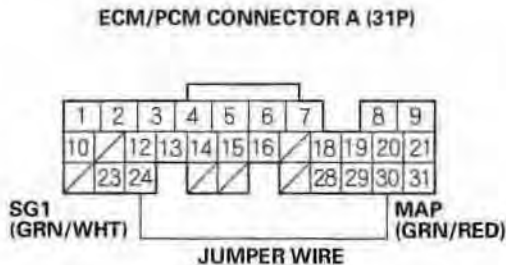 ECM/PCM CONNECTOR A (31P)
1 2 3 4 5 6 7 8 9
10 12 13 14 15 16 18 19 20 21
23 24 28 29 30 31
SG1 MAP
(GRN/WHT) (GRN/RED)
JUMPER WIRE